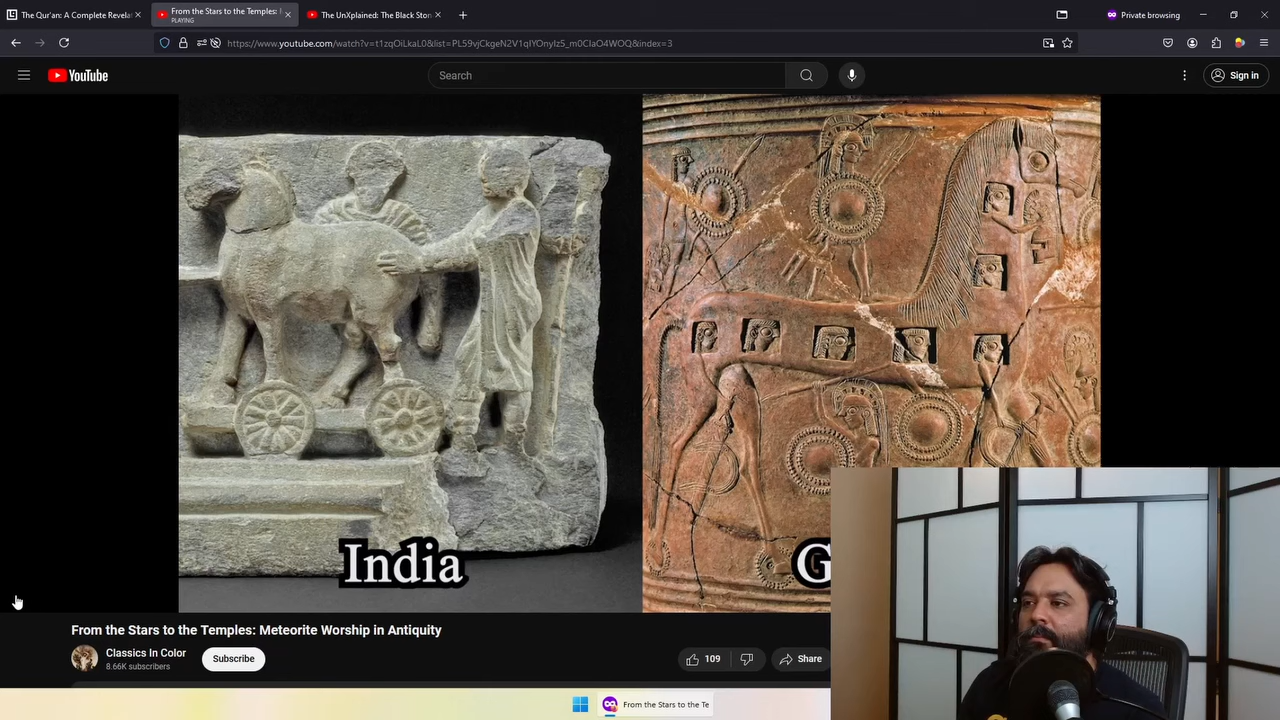 The Qur'an: A Complete Revelat
From the Stars to the Temples: M
PLAYING
The UnXplained: The Black Ston
Private browsing
https://www.youtube.com/watch?v=t1zqOiLkaL0&list=PL59vjCkgeN2V1qIYOnyIz5_m0CIaO4WOQ&index=3
YouTube
Search
Sign in
India
G
From the Stars to the Temples: Meteorite Worship in Antiquity
Classics In Color
8.66K subscribers
Subscribe
109
Share
From the Stars to the Te